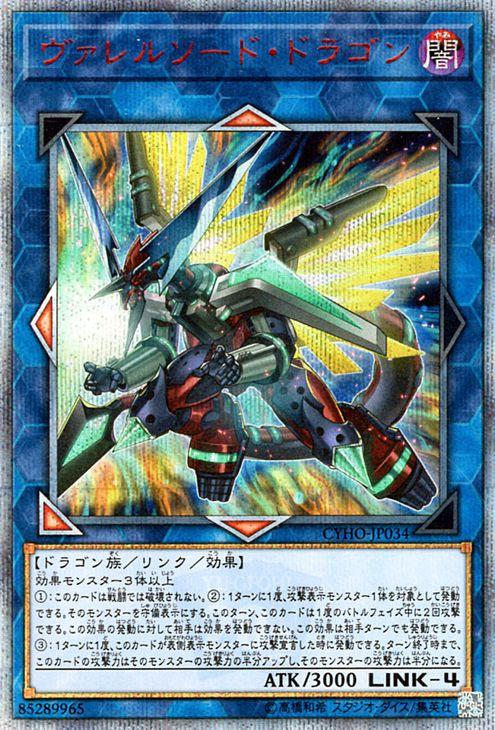 ヴァレルソード・ドラゴン
闇
CYHO-JP034
【ドラゴン族／リンク／効果】
効果モンスター３体以上
①：このカードは戦闘では破壊されない。②：１ターンに１度、攻撃表示モンスター１体を対象として発動
できる。そのモンスターを守備表示にする。このターン、このカードは１度のバトルフェイズ中に２回攻撃
できる。この効果の発動に対して相手は効果を発動できない。この効果は相手ターンでも発動できる。
③：１ターンに１度、このカードが表側表示モンスターに攻撃宣言した時に発動できる。ターン終了時まで、
このカードの攻撃力はそのモンスターの攻撃力の半分アップし、そのモンスターの攻撃力は半分になる。
ATK/3000 LINK-4
85289965
©高橋和希 スタジオ・ダイス/集英社